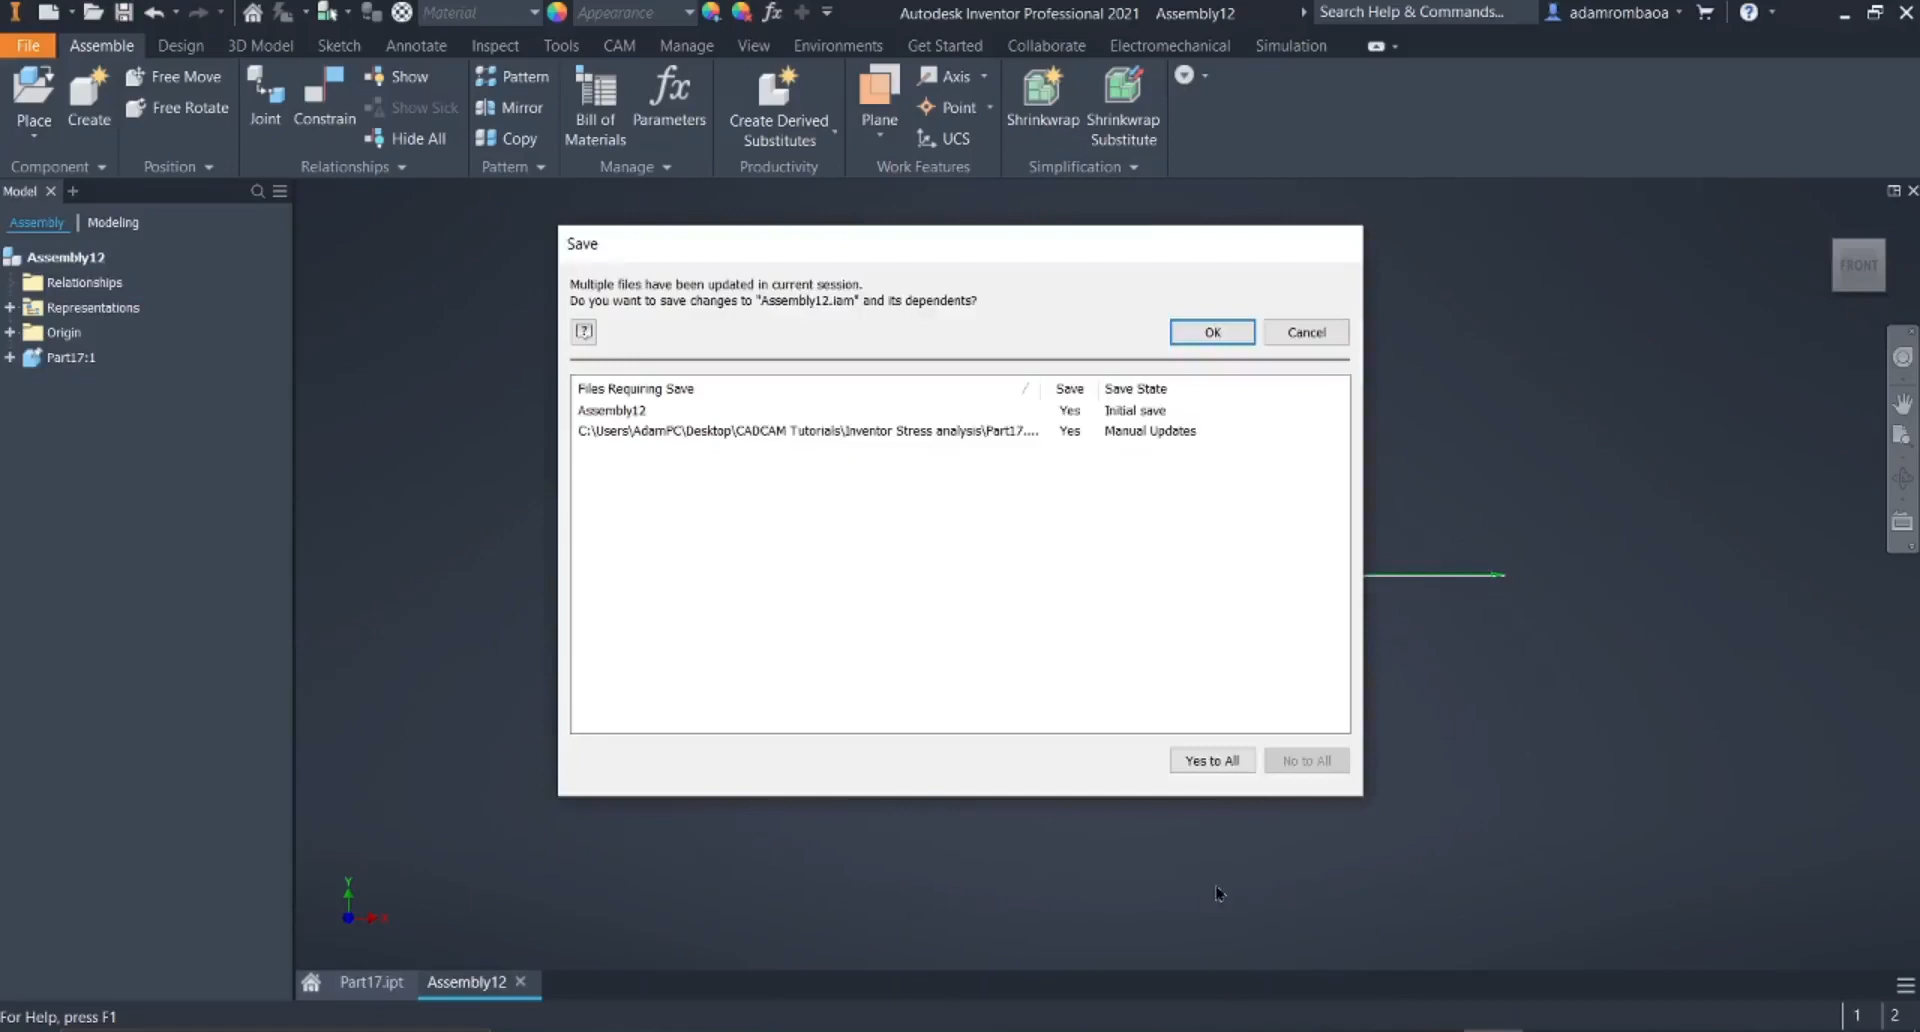 Material
Appearance
Autodesk Inventor Professional 2021 Assembly12
Search Help & Commands...
adamrombaoa
File
Assemble
Design
3D Model
Sketch
Annotate
Inspect
Tools
CAM
Manage
View
Environments
Get Started
Collaborate
Electromechanical
Simulation
Place
Create
Free Move
Free Rotate
Joint
Constrain
Show
Show Sick
Hide All
Pattern
Mirror
Copy
Bill of
Materials
Parameters
Create Derived
Substitutes
Plane
Axis
Point
UCS
Shrinkwrap
Shrinkwrap
Substitute
Component
Position
Relationships
Pattern
Manage
Productivity
Work Features
Simplification
Model
Assembly
Modeling
Assembly12
Relationships
Representations
Origin
Part17:1
FRONT
Save
Multiple files have been updated in current session.
Do you want to save changes to "Assembly12.iam" and its dependents?
OK
Cancel
Files Requiring Save
Save
Save State
Assembly12
Yes
Initial save
C:\Users\AdamPC\Desktop\CADCAM Tutorials\Inventor Stress analysis\Part17....
Yes
Manual Updates
Yes to All
No to All
Y
X
Part17.ipt
Assembly12
For Help, press F1
1
2